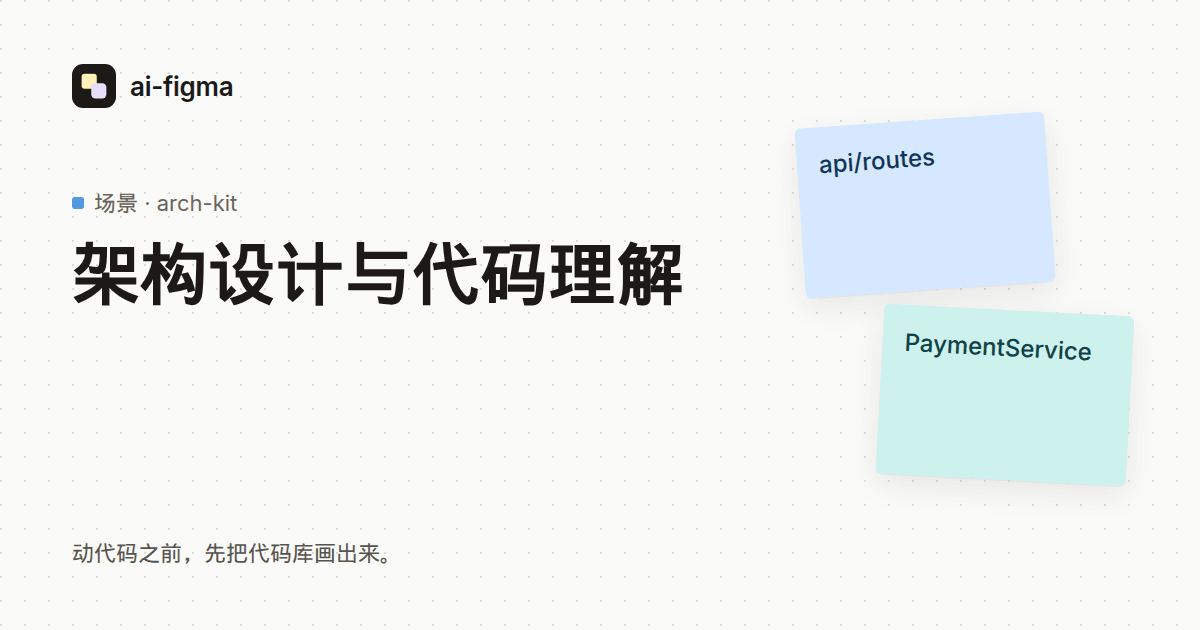 ai-figma
场景 · arch-kit
架构设计与代码理解
api/routes
PaymentService
动代码之前，先把代码库画出来。